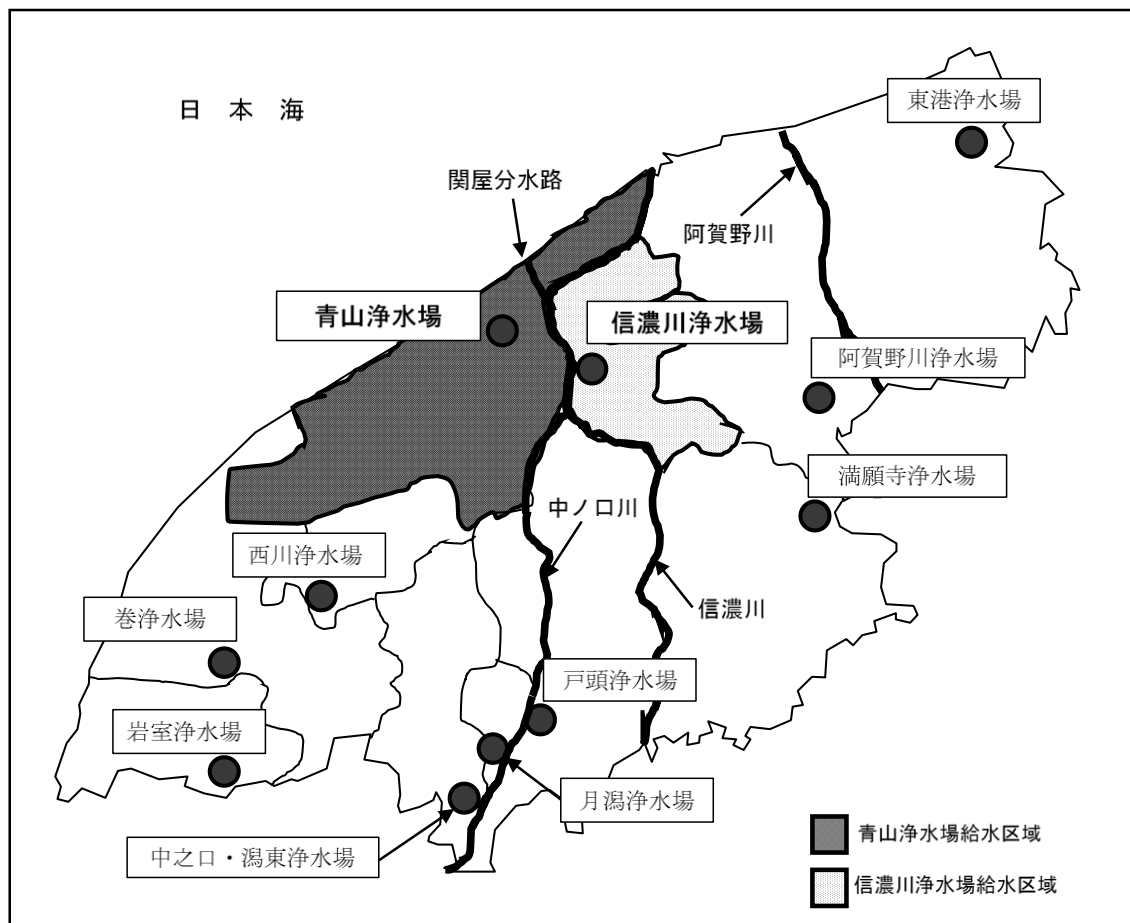 日本海
東港浄水場
関屋分水路
阿賀野川
青山浄水場
信濃川浄水場
阿賀野川浄水場
満願寺浄水場
中ノ口川
西川浄水場
信濃川
巻浄水場
戸頭浄水場
岩室浄水場
月潟浄水場
中之口・潟東浄水場
青山浄水場給水区域
信濃川浄水場給水区域